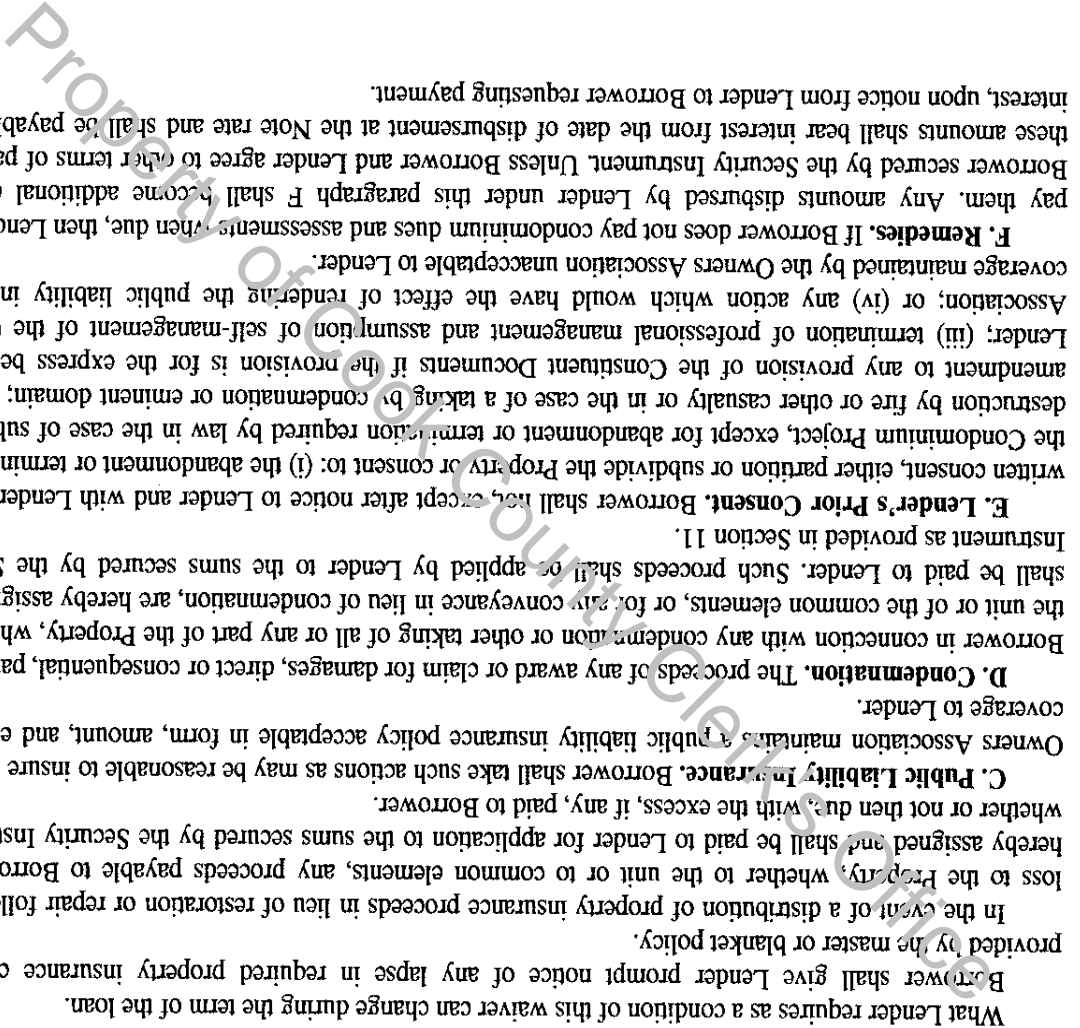 What Lender requires as a condition of this waiver can change during the term of the loan.
Borrower shall give Lender prompt notice of any lapse in required property insurance c
provided by the master or blanket policy.
In the event of a distribution of property insurance proceeds in lieu of restoration or repair foll
loss to the Property, whether to the unit or to common elements, any proceeds payable to Borro
hereby assigned and shall be paid to Lender for application to the sums secured by the Security Inst
whether or not then due, with the excess, if any, paid to Borrower.
C. Public Liability Insurance. Borrower shall take such actions as may be reasonable to insure
Owners Association maintains a public liability insurance policy acceptable in form, amount, and e
coverage to Lender.
D. Condemnation. The proceeds of any award or claim for damages, direct or consequential, pa
Borrower in connection with any condemnation or other taking of all or any part of the Property, wh
the unit or of the common elements, or for any conveyance in lieu of condemnation, are hereby assig
shall be paid to Lender. Such proceeds shall be applied by Lender to the sums secured by the S
Instrument as provided in Section 11.
E. Lender's Prior Consent. Borrower shall not, except after notice to Lender and with Lender
written consent, either partition or subdivide the Property or consent to: (i) the abandonment or termin
the Condominium Project, except for abandonment or termination required by law in the case of sub
destruction by fire or other casualty or in the case of a taking by condemnation or eminent domain;
amendment to any provision of the Constituent Documents if the provision is for the express be
Lender; (iii) termination of professional management and assumption of self-management of the
Association; or (iv) any action which would have the effect of rendering the public liability in
coverage maintained by the Owners Association unacceptable to Lender.
F. Remedies. If Borrower does not pay condominium dues and assessments when due, then Lend
pay them. Any amounts disbursed by Lender under this paragraph F shall become additional
Borrower secured by the Security Instrument. Unless Borrower and Lender agree to other terms of pa
these amounts shall bear interest from the date of disbursement at the Note rate and shall be payabl
interest, upon notice from Lender to Borrower requesting payment.
Property of Cook County Clerk's Office